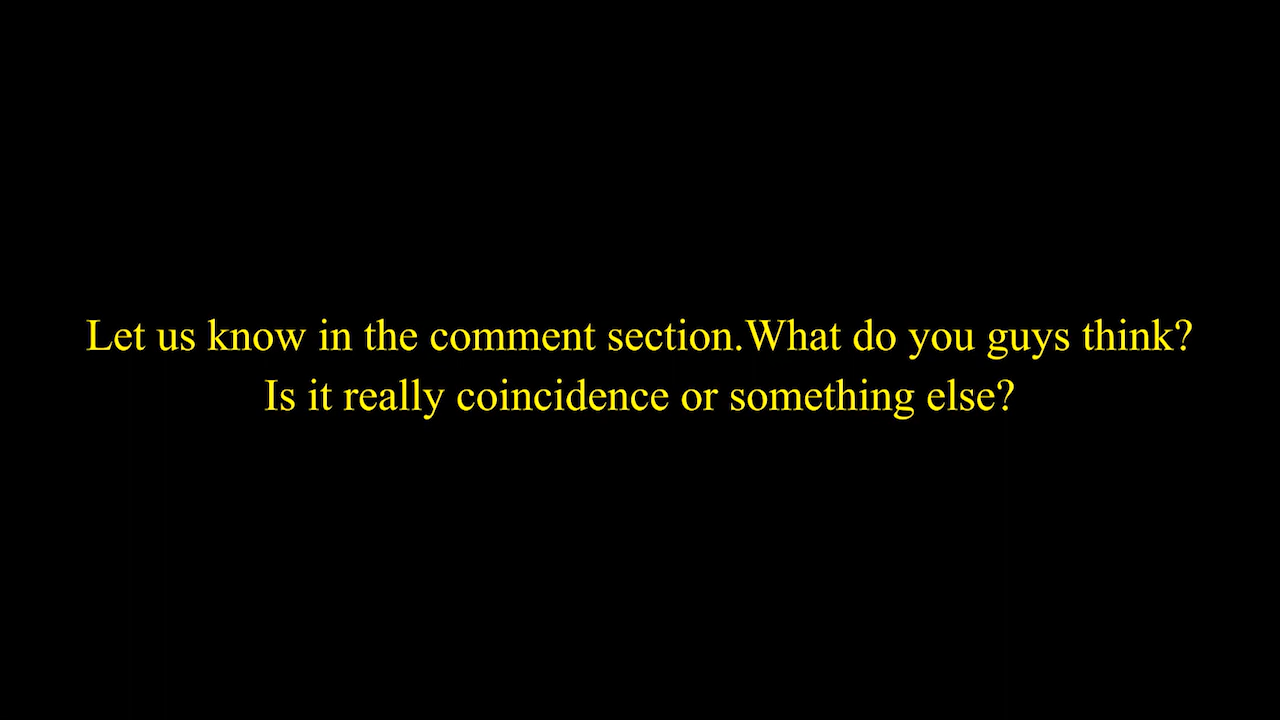 Let us know in the comment section.What do you guys think?
Is it really coincidence or something else?